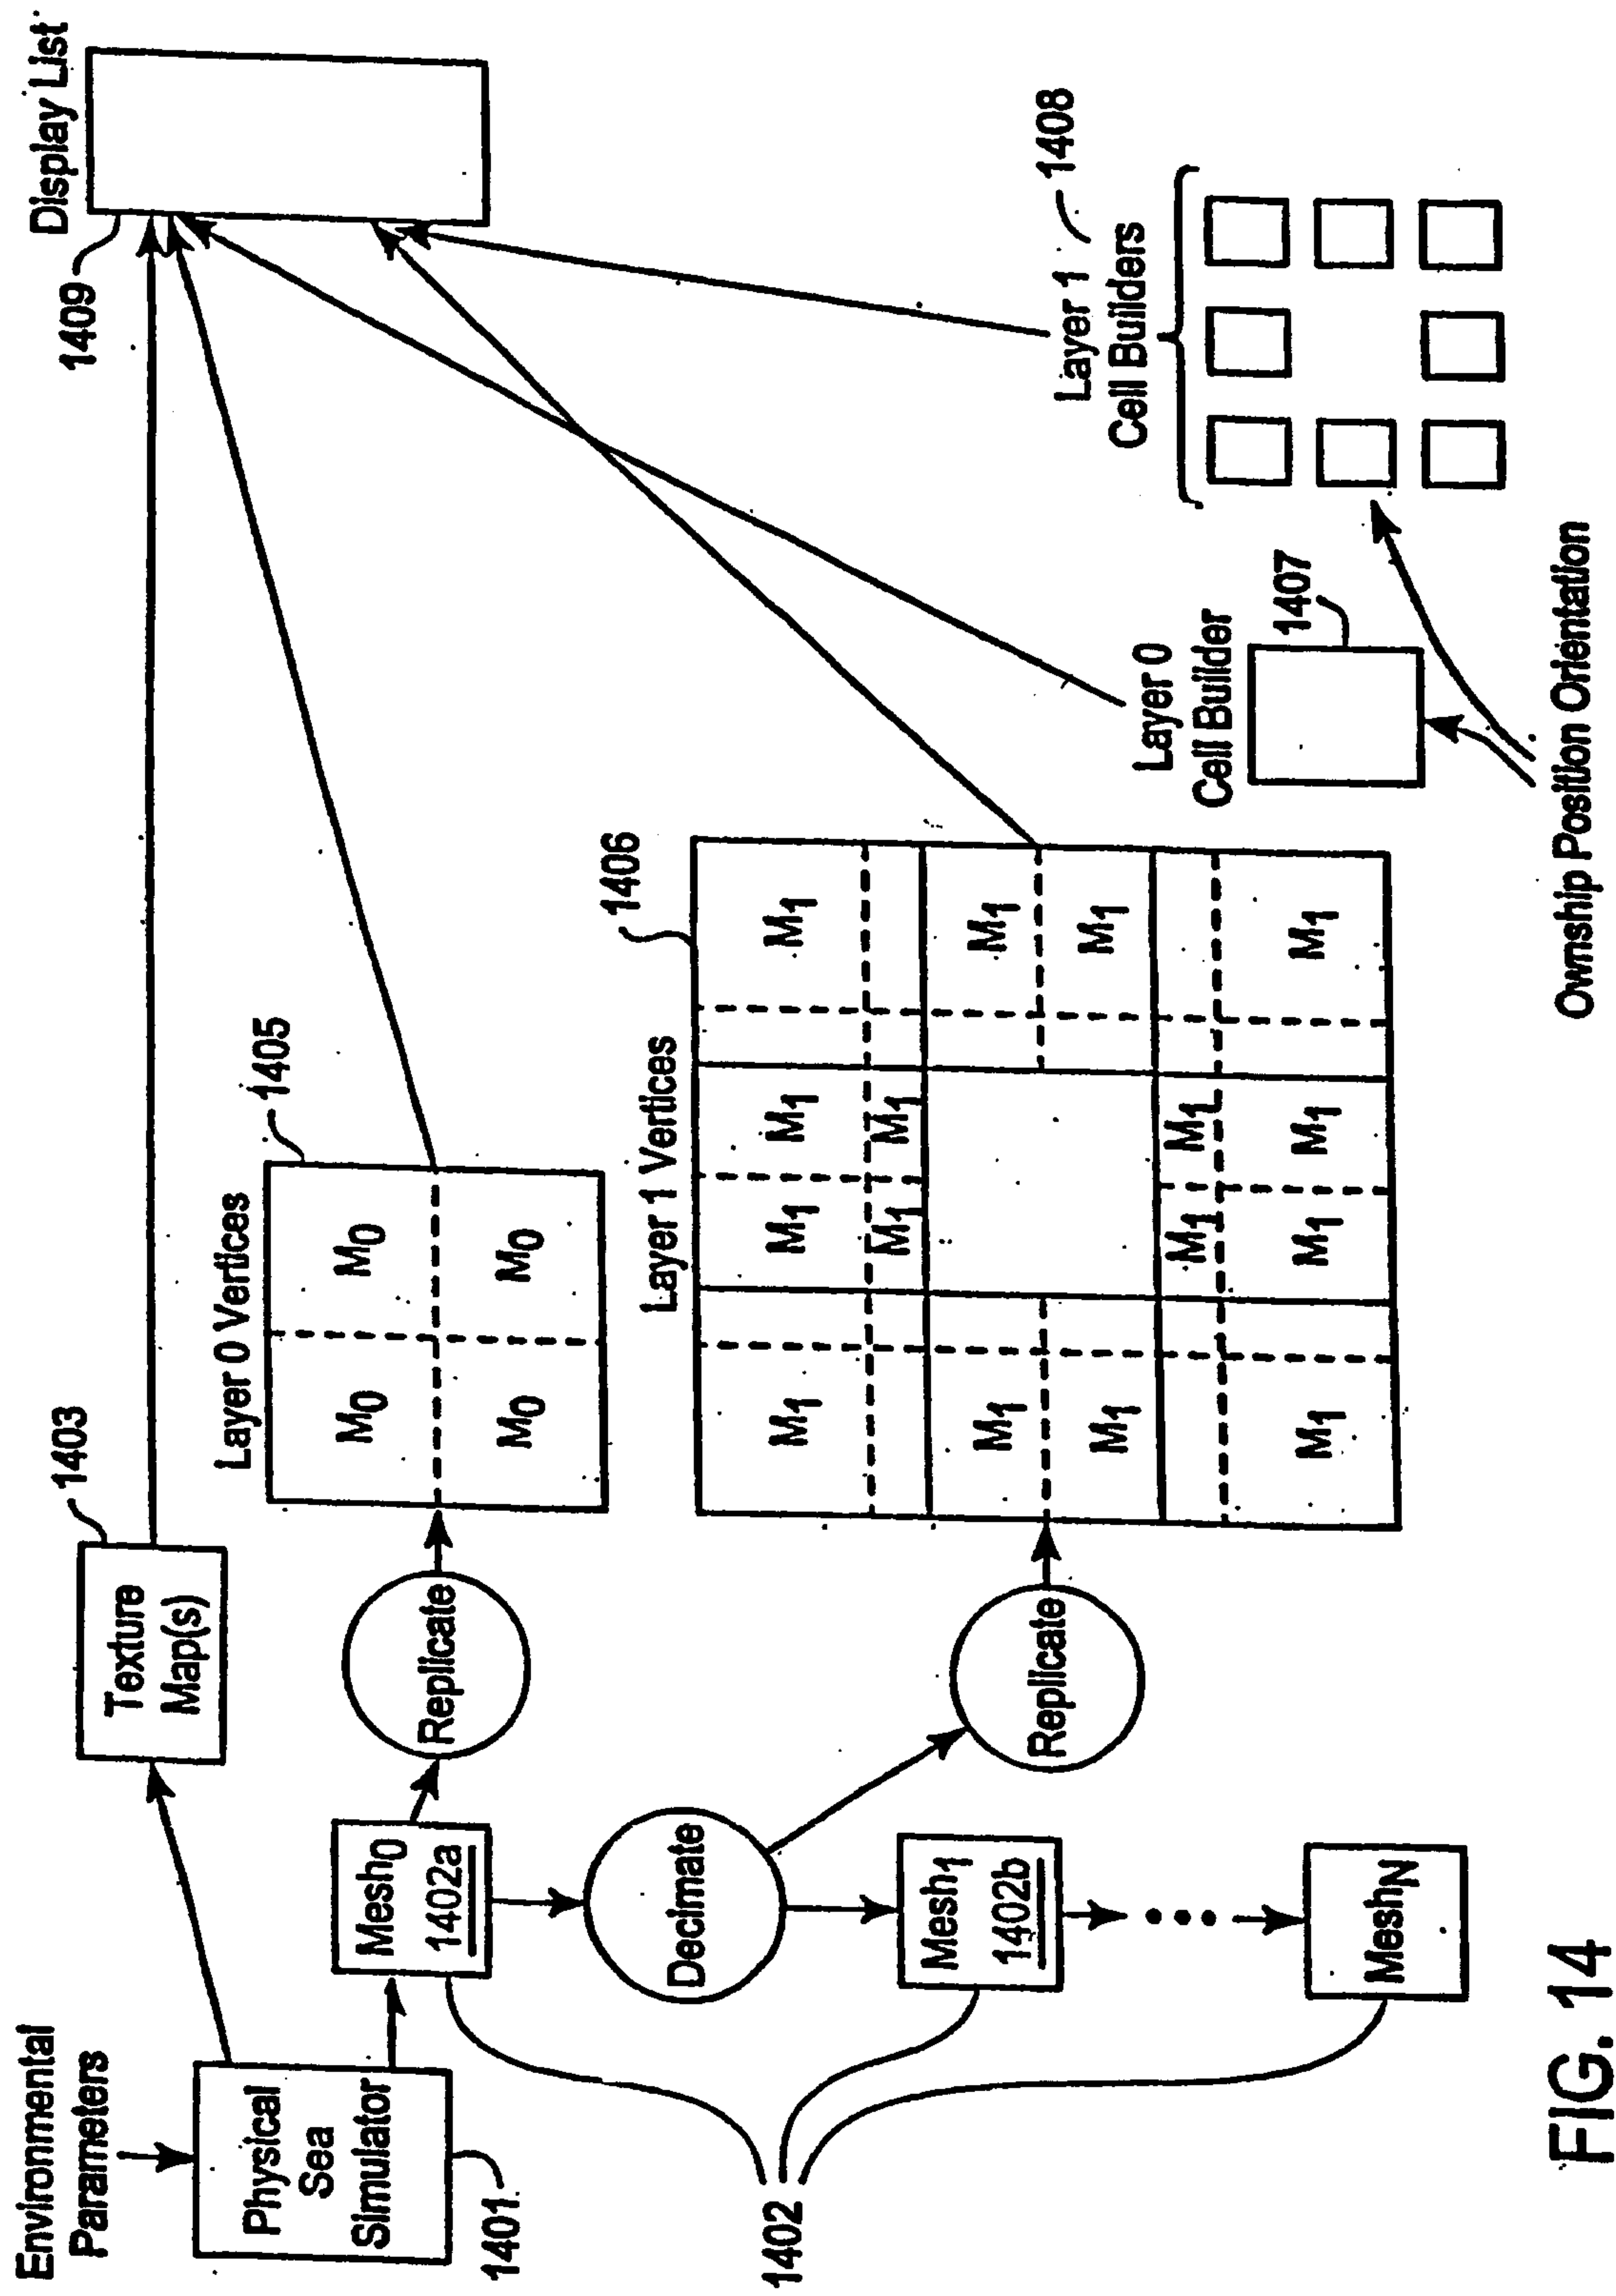 Environmental
Parameters
Physical
Sea
Simulator
1401
1402
Texture
Map(s)
1403
Mesh0
1402a
Replicate
Layer 0 Vertices
1405
M0 M0
M0 M0
Decimate
Mesh1
1402b
MeshN
Replicate
Layer 1 Vertices
1406
M1 M1 M1 M1
M1 M1
M1 M1
M1 M1
M1 M1
M1 M1 M1 M1
Display List
1409
Layer 0
Cell Builder
1407
Layer 1
Cell Builders
1408
Ownship Position Orientation
FIG. 14